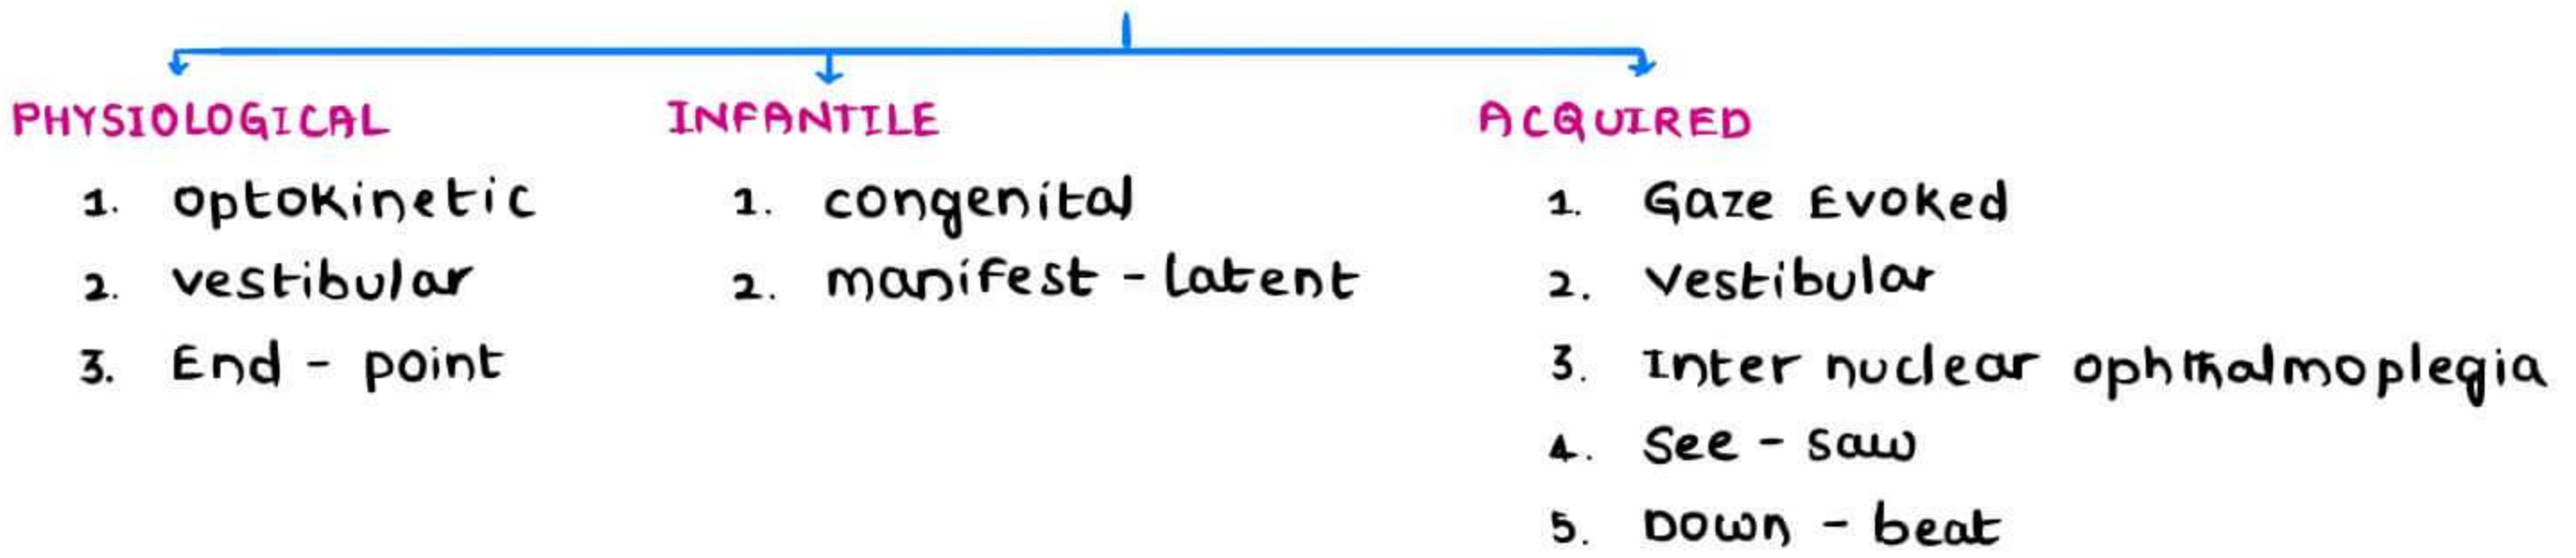 PHYSIOLOGICAL
1. optokinetic
2. vestibular
3. End - point
INFANTILE
1. congenital
2. manifest - latent
ACQUIRED
1. Gaze Evoked
2. Vestibular
3. Inter nuclear ophthalmoplegia
4. See - saw
5. Down - beat